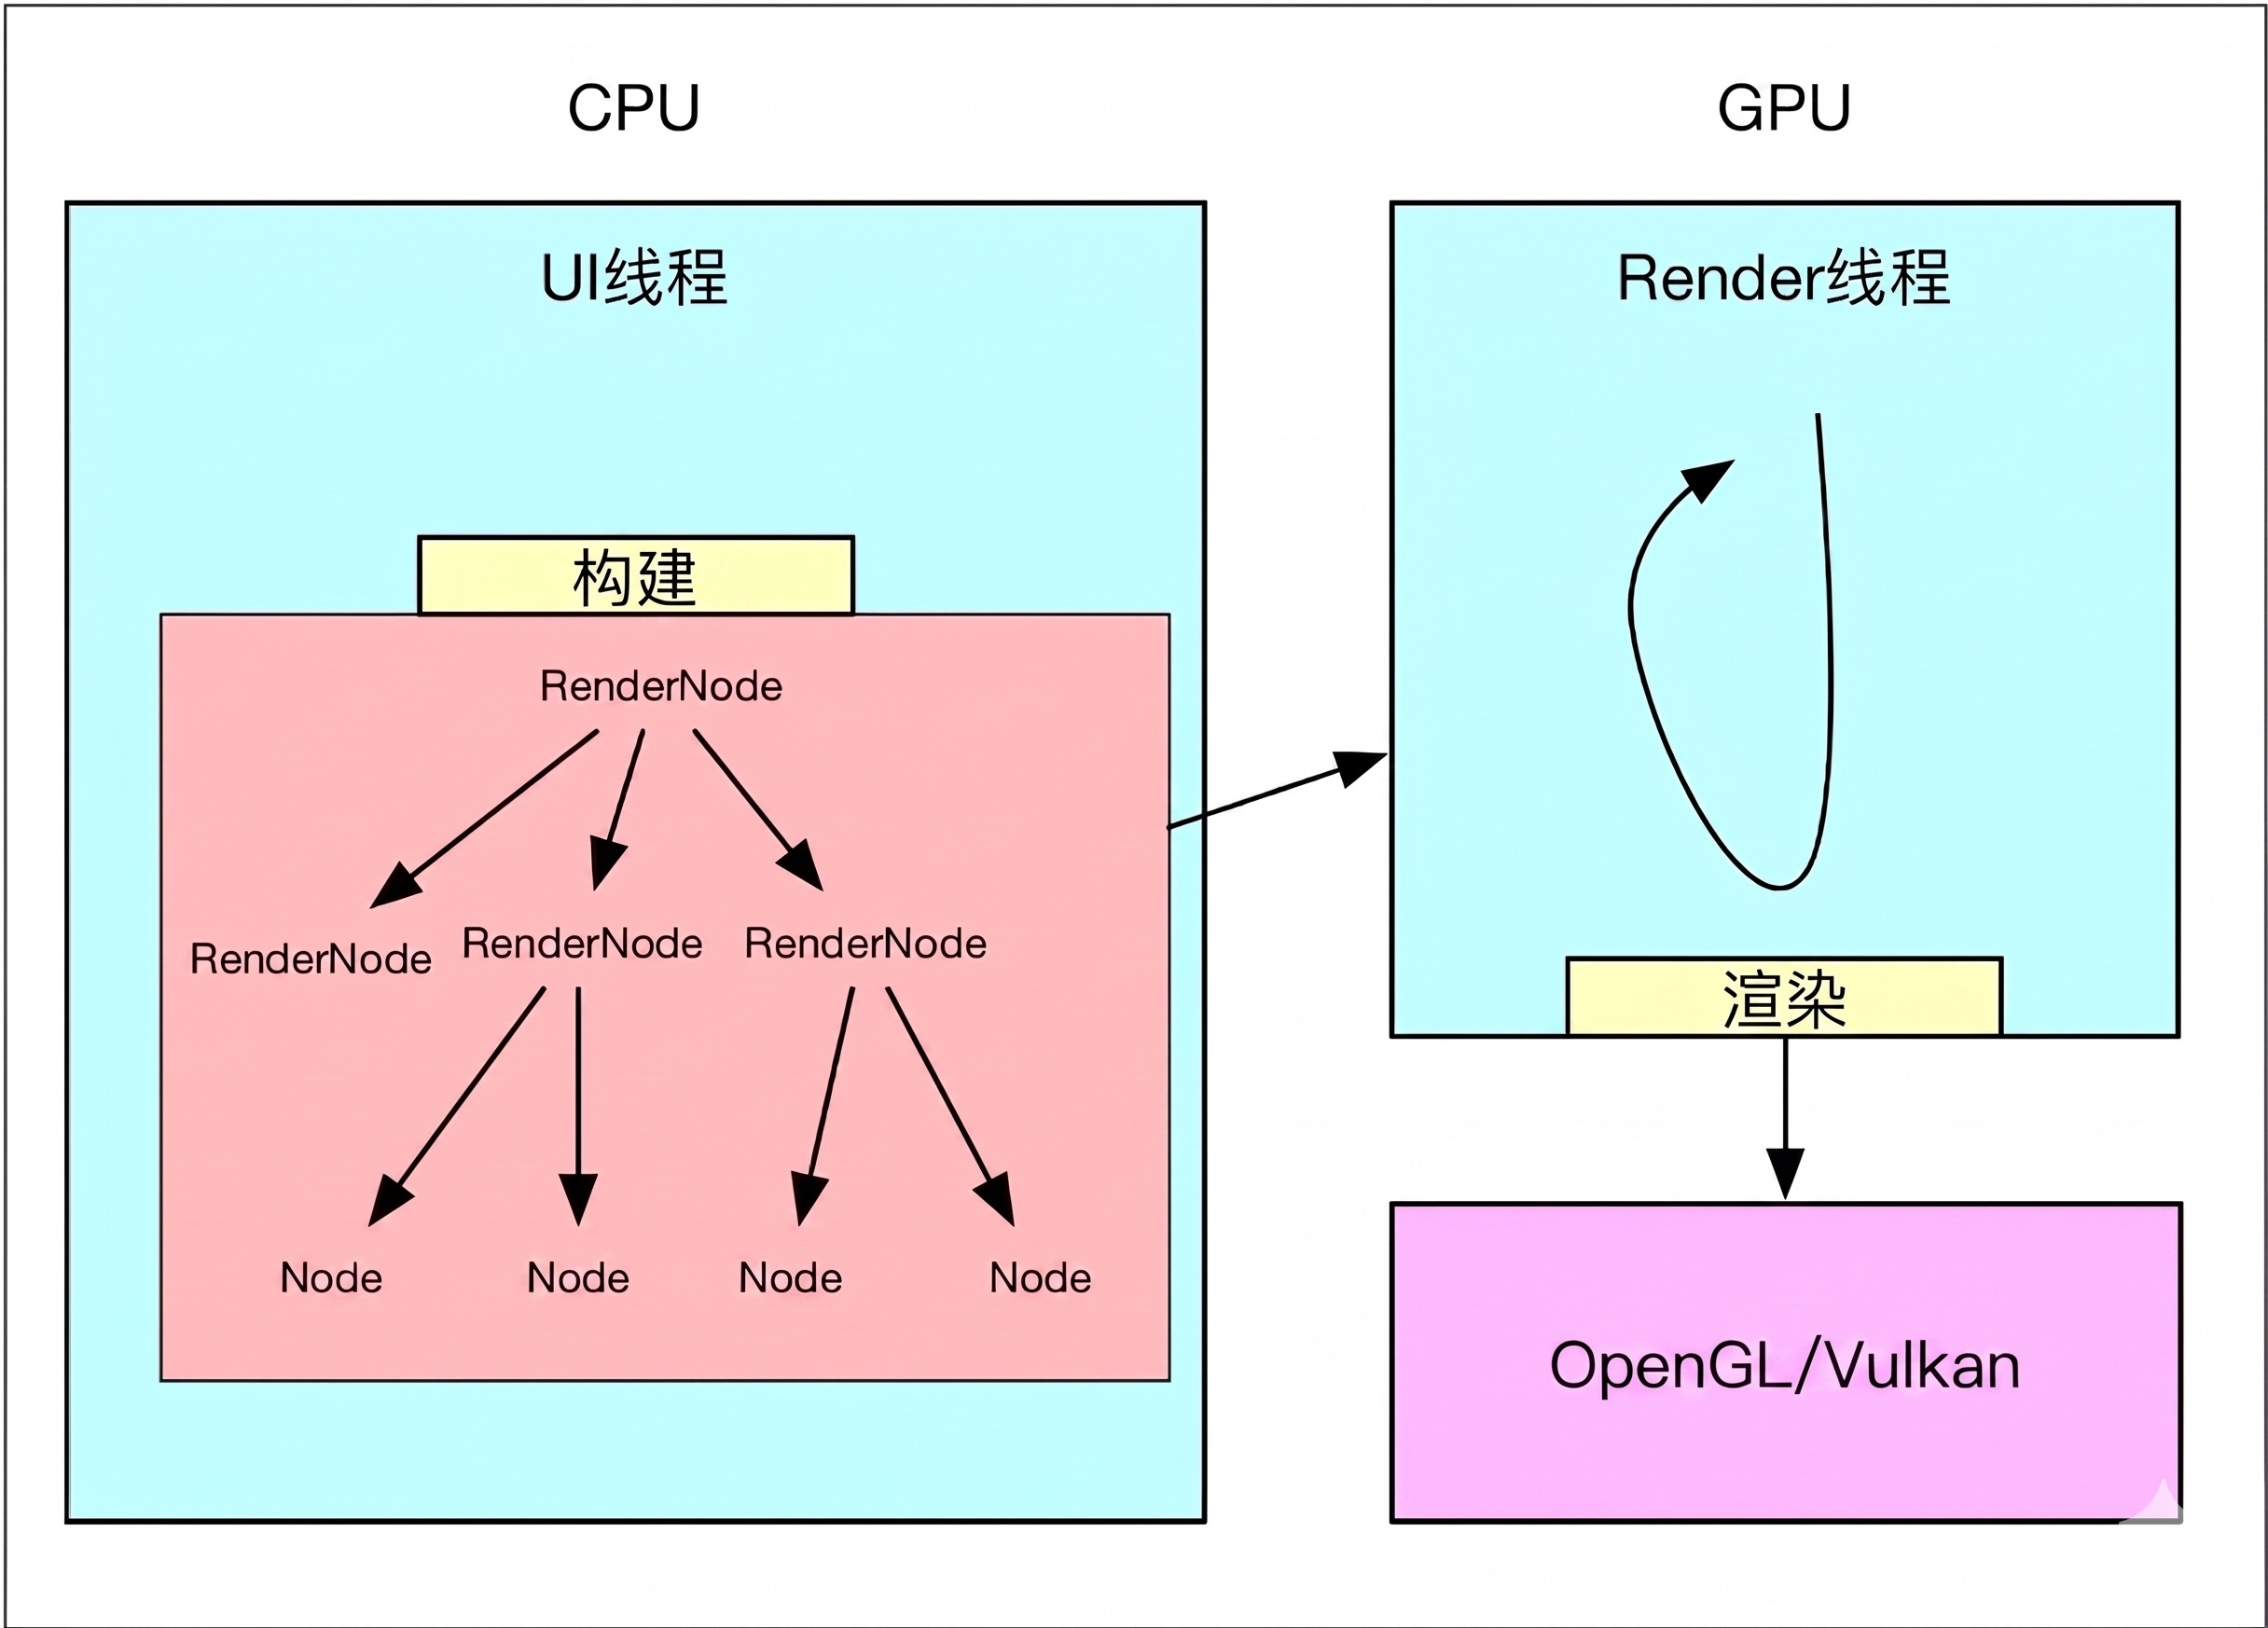 CPU
GPU
UI线程
Render线程
构建
RenderNode
RenderNode
RenderNode
RenderNode
Node
Node
Node
Node
渲染
OpenGL/Vulkan